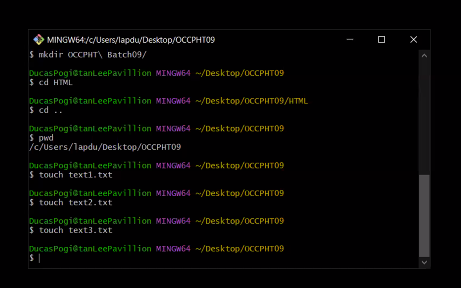 MINGW64:/c/Users/lapdu/Desktop/OCCPHT09
$ mkdir OCCPHT\ Batch09/
DucasPogi@tanLeePavillion MINGW64 ~/Desktop/OCCPHT09
$ cd HTML
DucasPogi@tanLeePavillion MINGW64 ~/Desktop/OCCPHT09/HTML
$ cd ..
DucasPogi@tanLeePavillion MINGW64 ~/Desktop/OCCPHT09
$ pwd
/c/Users/lapdu/Desktop/OCCPHT09
DucasPogi@tanLeePavillion MINGW64 ~/Desktop/OCCPHT09
$ touch text1.txt
DucasPogi@tanLeePavillion MINGW64 ~/Desktop/OCCPHT09
$ touch text2.txt
DucasPogi@tanLeePavillion MINGW64 ~/Desktop/OCCPHT09
$ touch text3.txt
DucasPogi@tanLeePavillion MINGW64 ~/Desktop/OCCPHT09
$